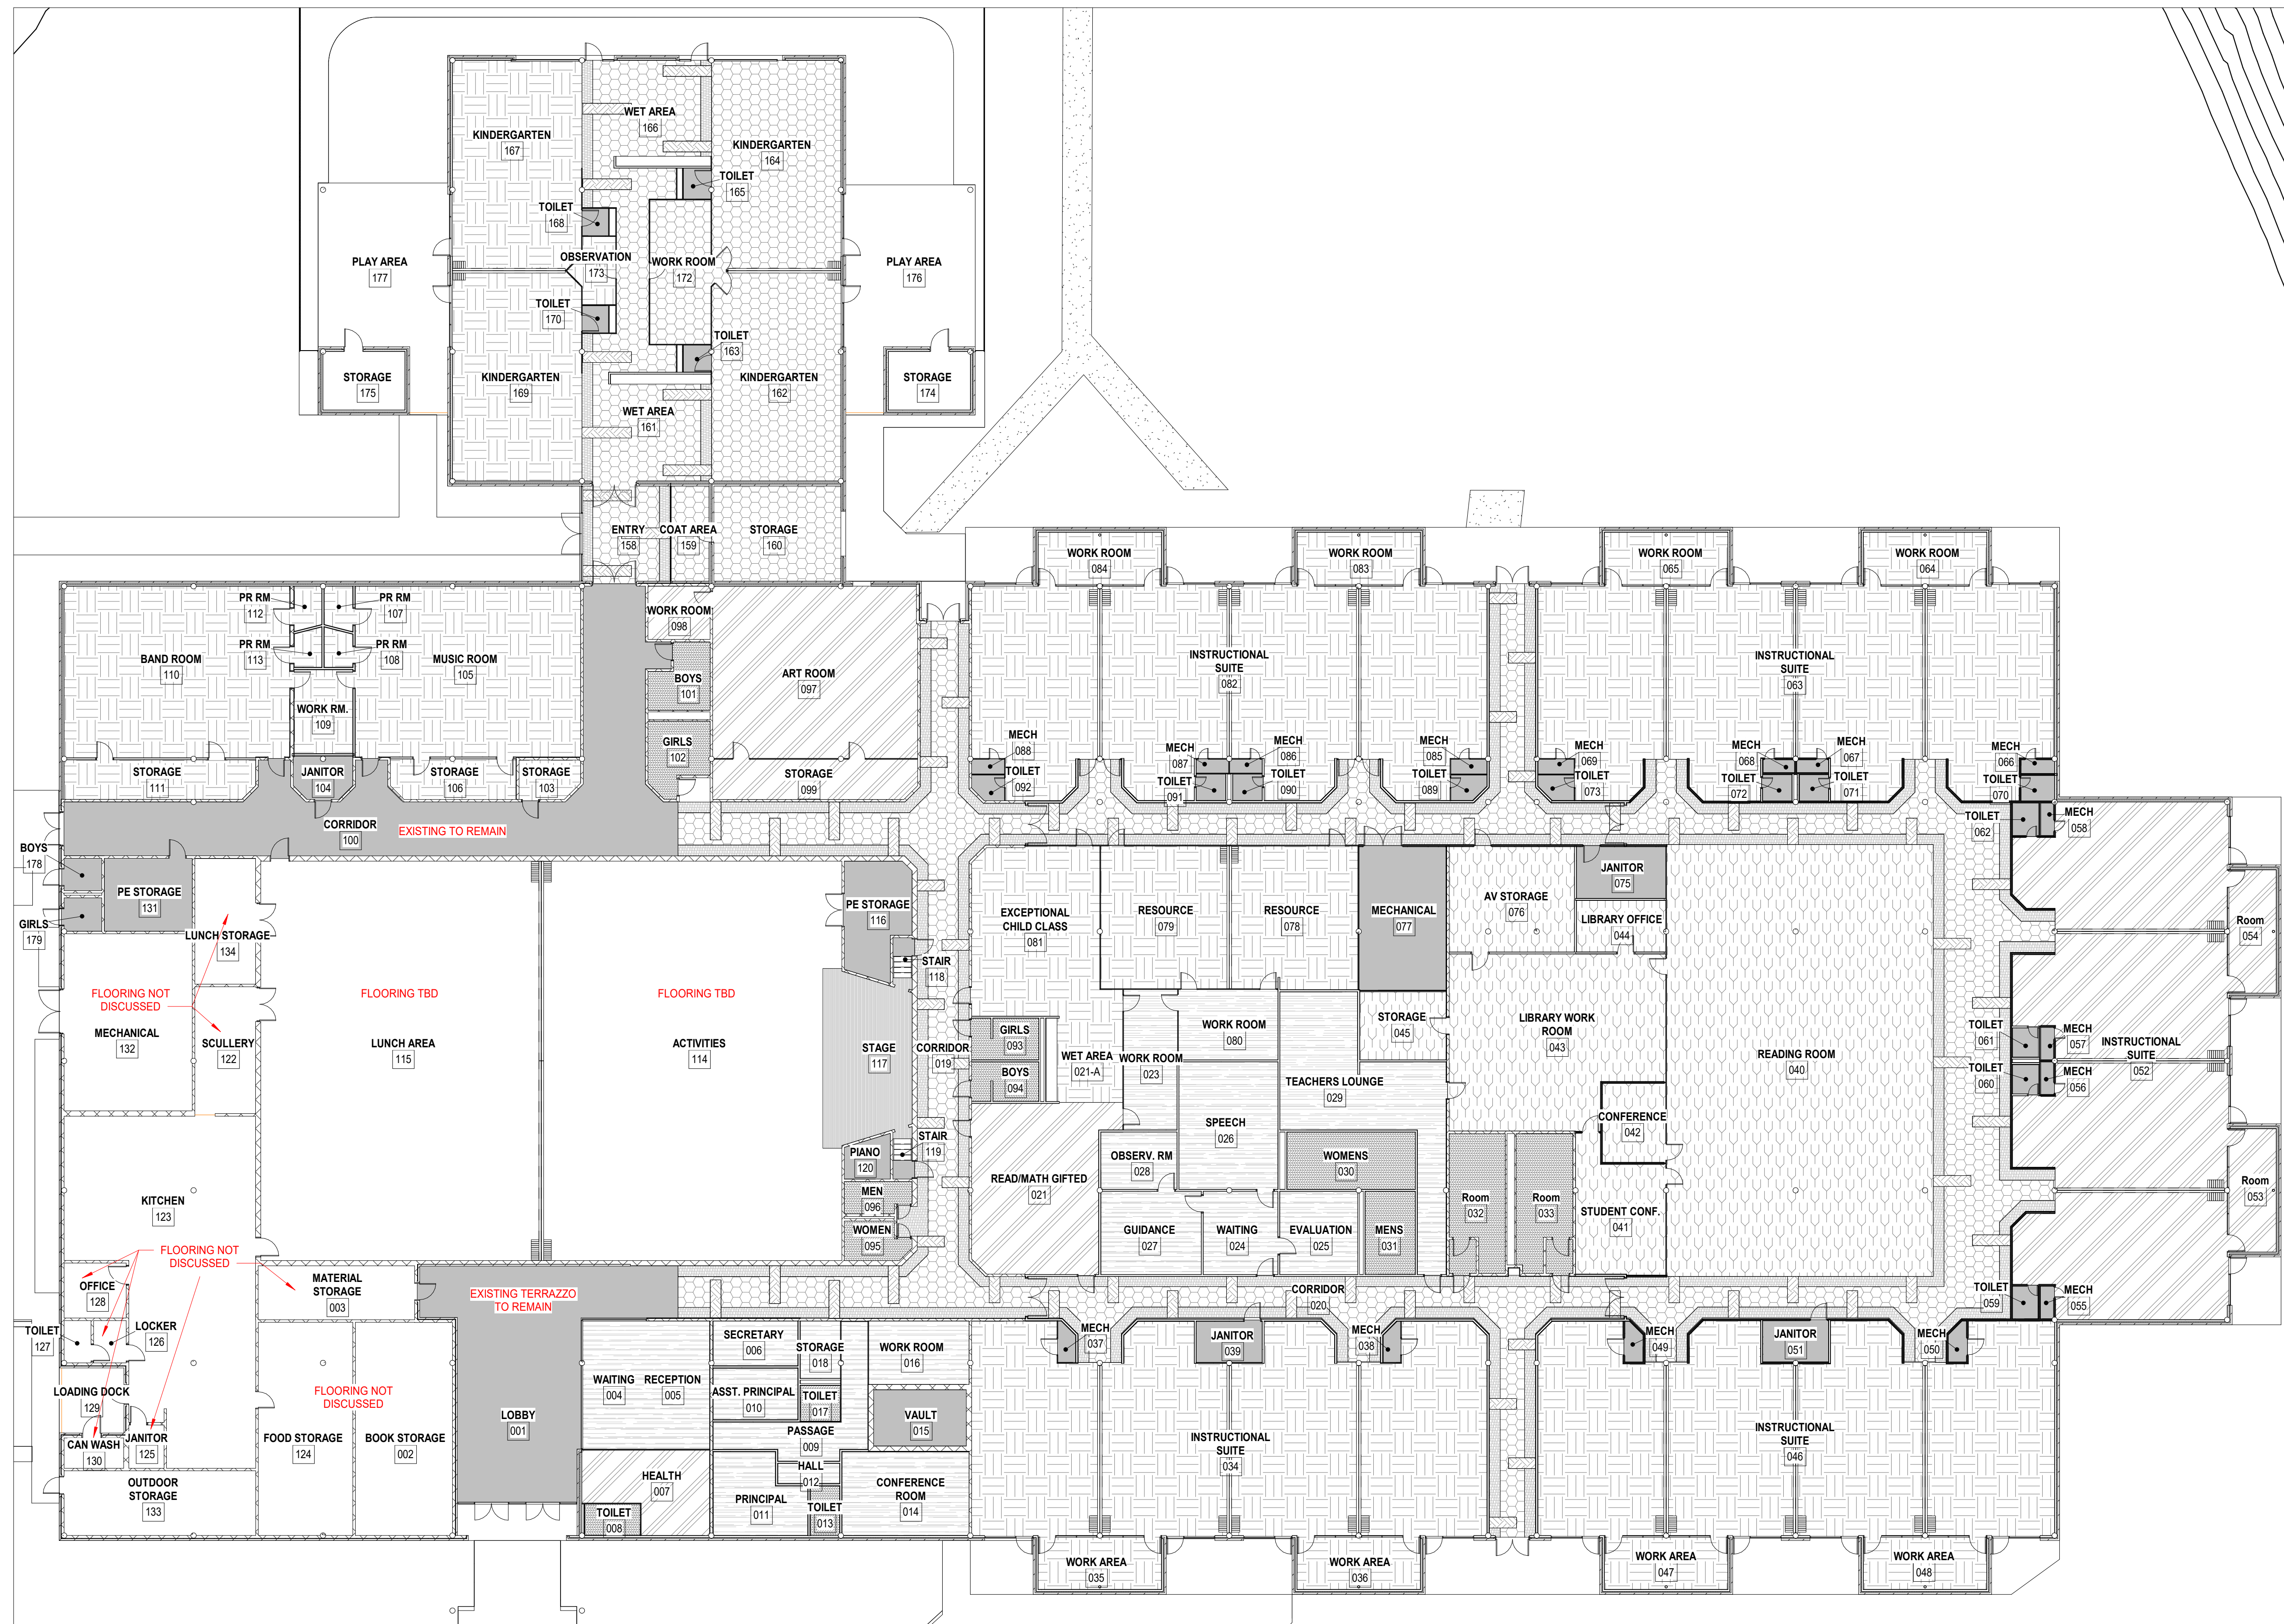 WET AREA
166
KINDERGARTEN
167
KINDERGARTEN
164
TOILET
165
TOILET
168
OBSERVATION
173
WORK ROOM
172
PLAY AREA
177
PLAY AREA
176
TOILET
170
TOILET
163
STORAGE
175
KINDERGARTEN
169
KINDERGARTEN
162
STORAGE
174
WET AREA
161
ENTRY
158
COAT AREA
159
STORAGE
160
WORK ROOM
084
WORK ROOM
083
WORK ROOM
065
WORK ROOM
064
PR RM
112
PR RM
107
WORK ROOM
098
PR RM
113
PR RM
108
BAND ROOM
110
MUSIC ROOM
105
BOYS
101
ART ROOM
097
INSTRUCTIONAL
SUITE
082
INSTRUCTIONAL
SUITE
063
WORK RM.
109
GIRLS
102
STORAGE
111
JANITOR
104
STORAGE
106
STORAGE
103
STORAGE
099
MECH
088
TOILET
092
MECH
087
TOILET
091
MECH
086
TOILET
090
MECH
085
TOILET
089
MECH
069
TOILET
073
MECH
068
TOILET
072
MECH
067
TOILET
071
MECH
066
TOILET
070
CORRIDOR
100
EXISTING TO REMAIN
TOILET
062
MECH
058
BOYS
178
PE STORAGE
131
GIRLS
179
LUNCH STORAGE
134
PE STORAGE
116
STAIR
118
EXCEPTIONAL
CHILD CLASS
081
RESOURCE
079
RESOURCE
078
MECHANICAL
077
AV STORAGE
076
JANITOR
075
LIBRARY OFFICE
044
Room
054
FLOORING NOT
DISCUSSED
FLOORING TBD
FLOORING TBD
MECHANICAL
132
SCULLERY
122
LUNCH AREA
115
ACTIVITIES
114
STAGE
117
CORRIDOR
019
GIRLS
093
BOYS
094
WET AREA
021-A
WORK ROOM
023
WORK ROOM
080
STORAGE
045
LIBRARY WORK
ROOM
043
READING ROOM
040
TOILET
061
MECH
057
TOILET
060
MECH
056
INSTRUCTIONAL
SUITE
052
TEACHERS LOUNGE
029
CONFERENCE
042
STAIR
119
PIANO
120
SPEECH
026
OBSERV. RM
028
WOMENS
030
KITCHEN
123
MEN
096
WOMEN
095
READ/MATH GIFTED
021
GUIDANCE
027
WAITING
024
EVALUATION
025
MENS
031
Room
032
Room
033
STUDENT CONF.
041
Room
053
FLOORING NOT
DISCUSSED
OFFICE
128
MATERIAL
STORAGE
003
EXISTING TERRAZZO
TO REMAIN
CORRIDOR
020
TOILET
059
MECH
055
TOILET
127
LOCKER
126
SECRETARY
006
STORAGE
018
WORK ROOM
016
MECH
037
JANITOR
039
MECH
038
MECH
049
JANITOR
051
MECH
050
LOADING DOCK
129
FLOORING NOT
DISCUSSED
WAITING
004
RECEPTION
005
ASST. PRINCIPAL
010
TOILET
017
VAULT
015
LOBBY
001
PASSAGE
009
CAN WASH
130
JANITOR
125
FOOD STORAGE
124
BOOK STORAGE
002
INSTRUCTIONAL
SUITE
034
INSTRUCTIONAL
SUITE
046
HALL
012
HEALTH
007
OUTDOOR
STORAGE
133
PRINCIPAL
011
CONFERENCE
ROOM
014
TOILET
008
TOILET
013
WORK AREA
035
WORK AREA
036
WORK AREA
047
WORK AREA
048